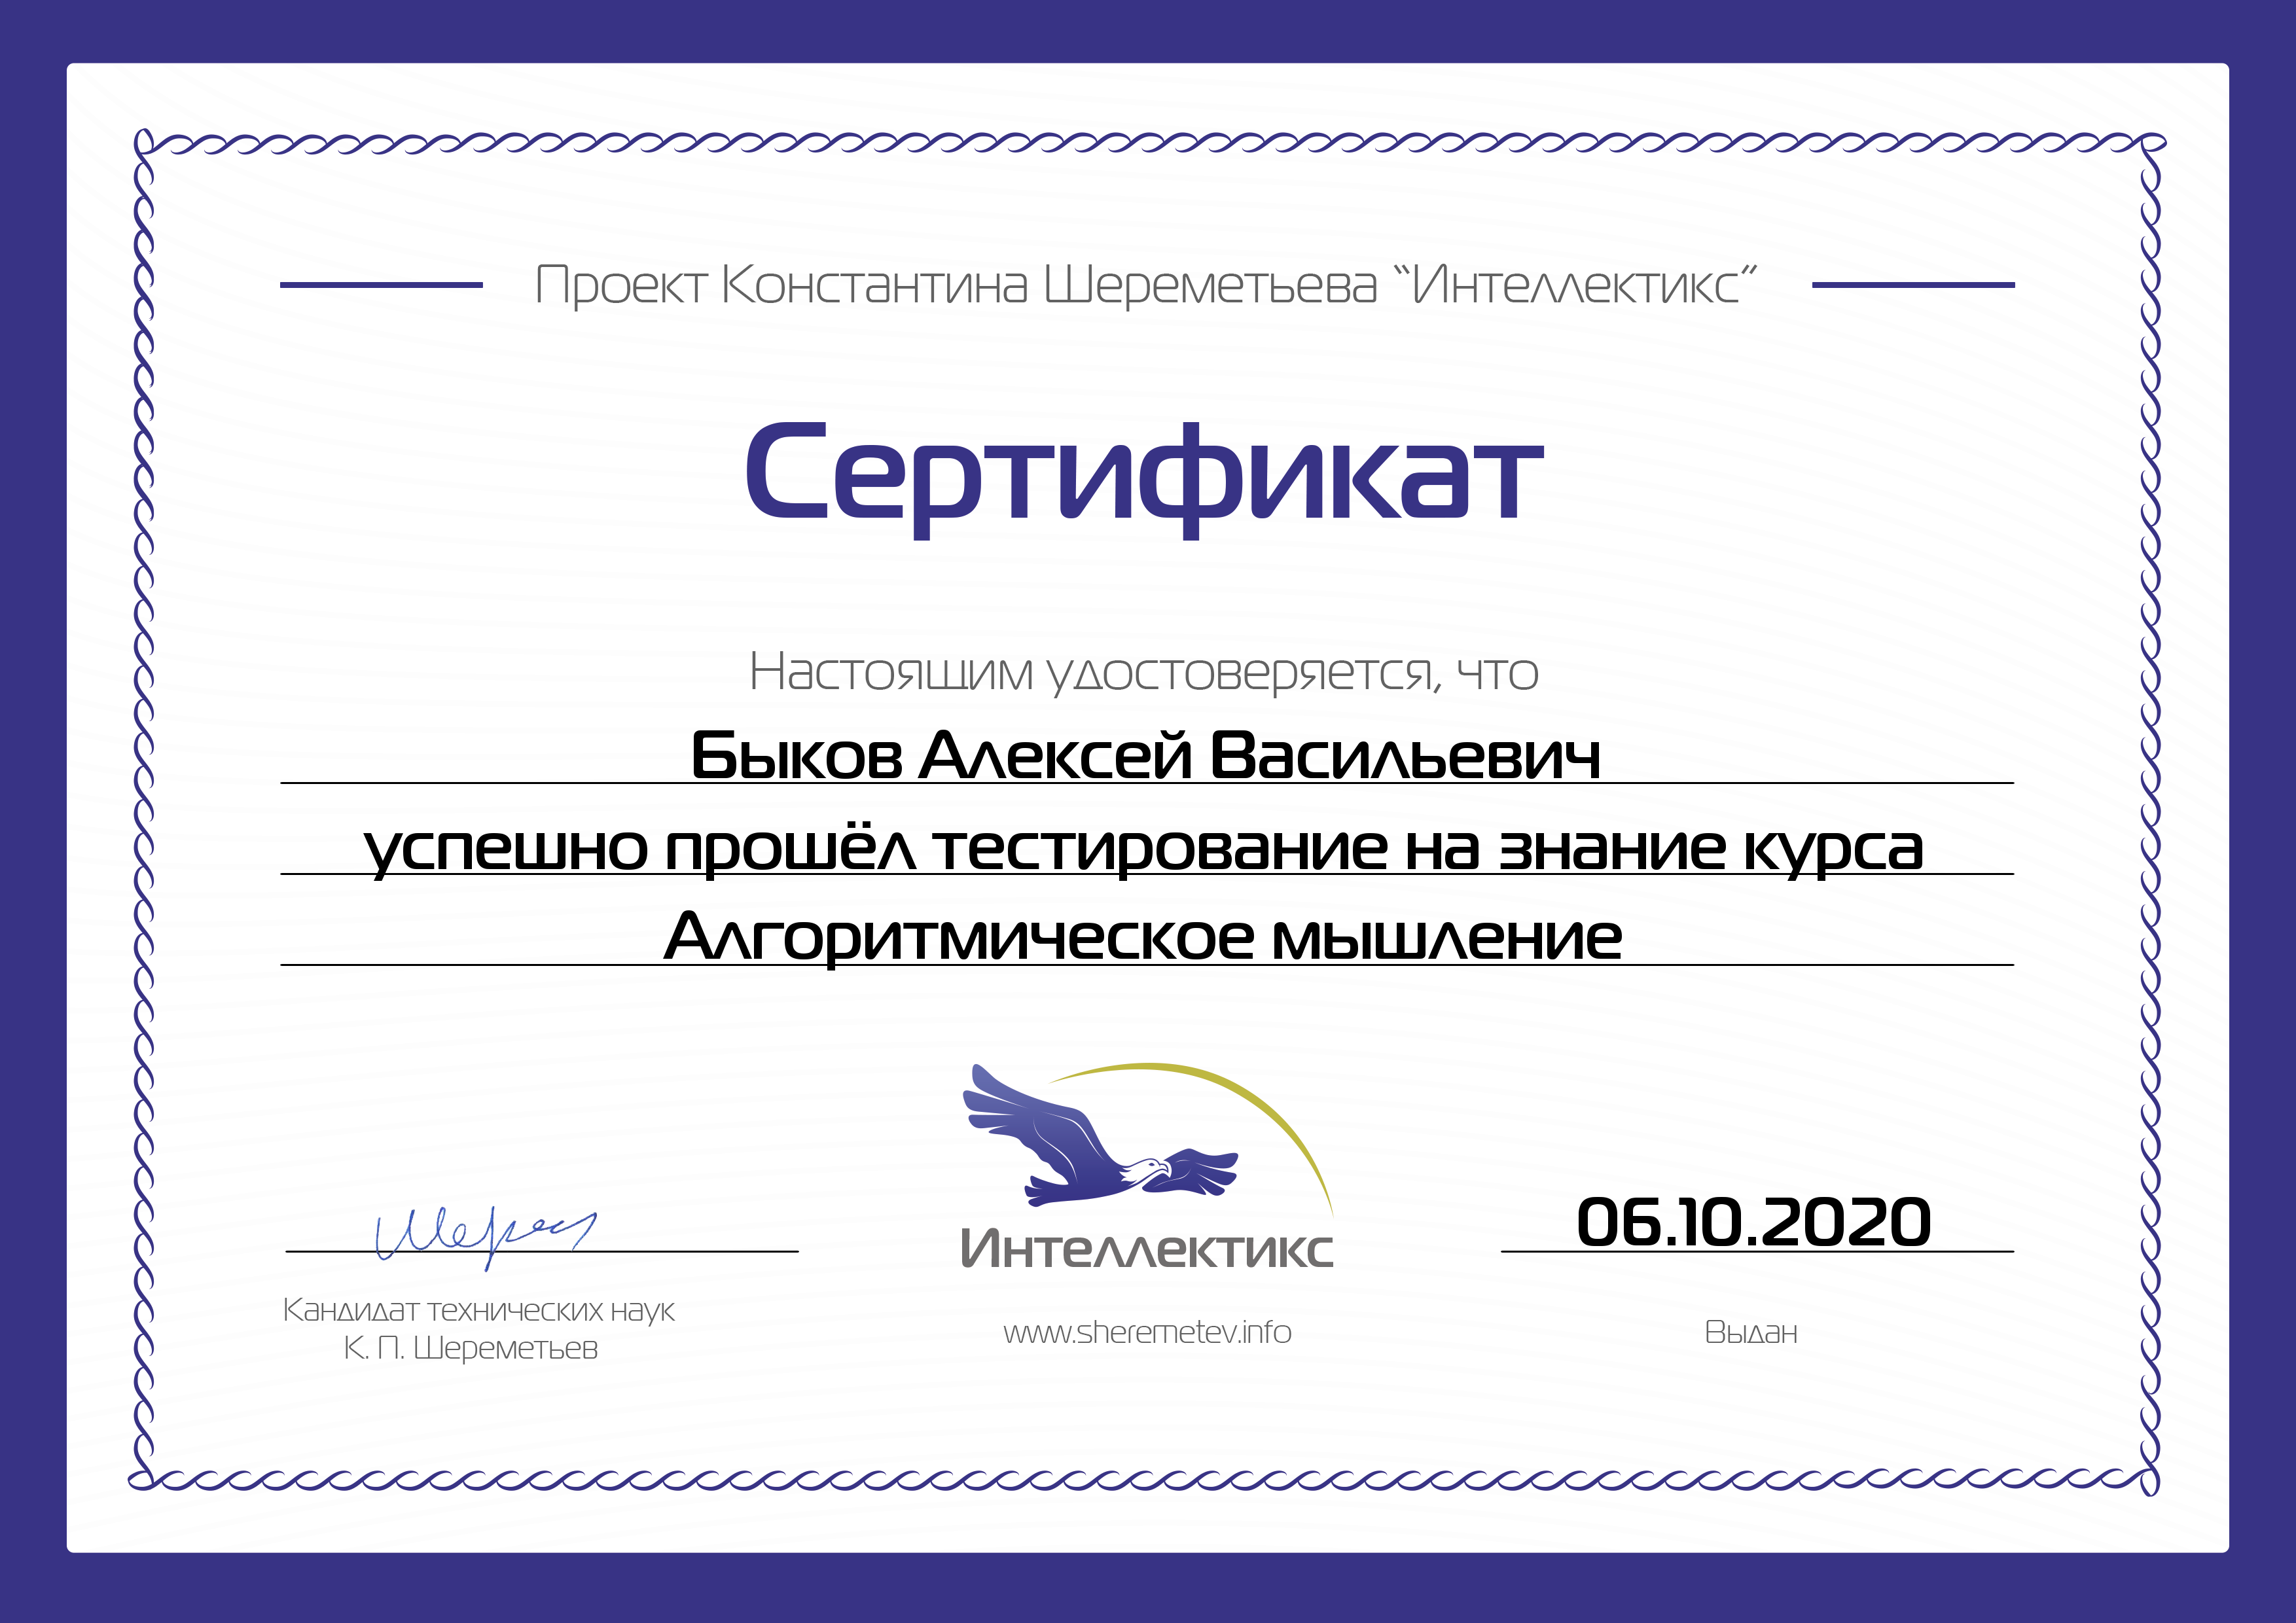 Проект Константина Шереметьева “Интеллектикс”
Сертификат
Настоящим удостоверяется, что
Быков Алексей Васильевич
успешно прошёл тестирование на знание курса
Алгоритмическое мышление
06.10.2020
Интеллектикс
Кандидат технических наук
К. П. Шереметьев
www.sheremetev.info
Выдан